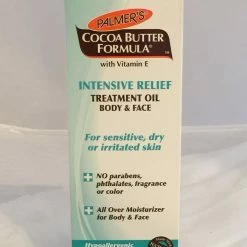 PALMER'S
COCOA BUTTER
FORMULA®
with Vitamin E
INTENSIVE RELIEF
TREATMENT OIL
BODY & FACE
For sensitive, dry
or irritated skin
NO parabens,
phthalates, fragrance
or color
All Over Moisturizer
for Body & Face
Hypoallergenic